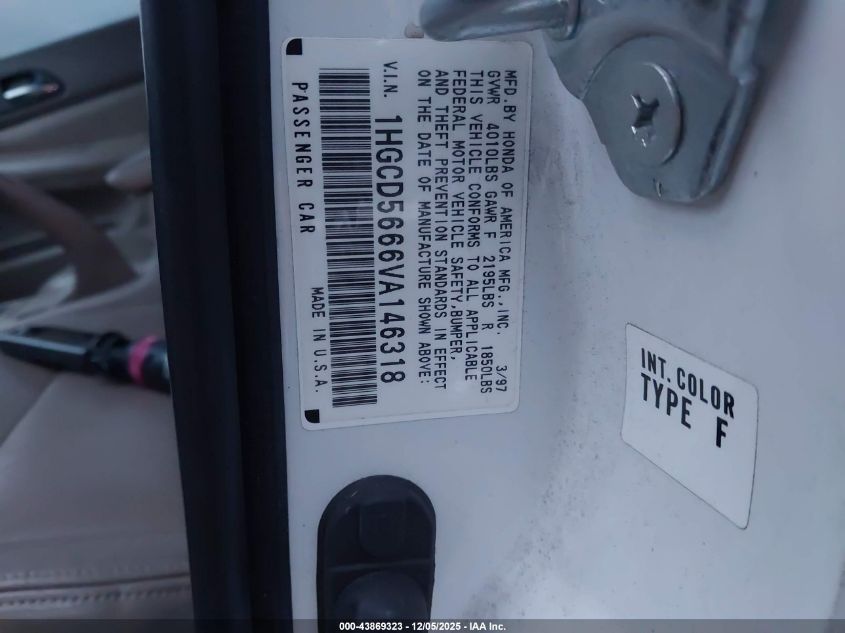 MFD.BY HONDA OF AMERICA MFG.,INC. 3/97
GVWR 4010LBS GAWR F 2195LBS R 1850LBS
THIS VEHICLE CONFORMS TO ALL APPLICABLE
FEDERAL MOTOR VEHICLE SAFETY,BUMPER,
AND THEFT PREVENTION STANDARDS IN EFFECT
ON THE DATE OF MANUFACTURE SHOWN ABOVE:
V.I.N. 1HGCD5666VA146318
PASSENGER CAR MADE IN U.S.A.
INT. COLOR
TYPE F
000-43869323 - 12/05/2025 - IAA Inc.